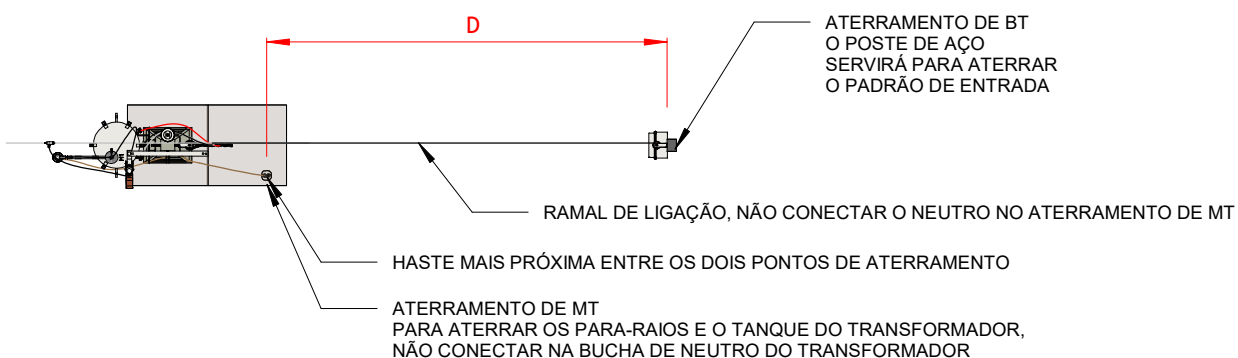 D
ATERRAMENTO DE BT
O POSTE DE AÇO
SERVIRÁ PARA ATERRAR
O PADRÃO DE ENTRADA
RAMAL DE LIGAÇÃO, NÃO CONECTAR O NEUTRO NO ATERRAMENTO DE MT
HASTE MAIS PRÓXIMA ENTRE OS DOIS PONTOS DE ATERRAMENTO
ATERRAMENTO DE MT
PARA ATERRAR OS PARA-RAIOS E O TANQUE DO TRANSFORMADOR,
NÃO CONECTAR NA BUCHA DE NEUTRO DO TRANSFORMADOR